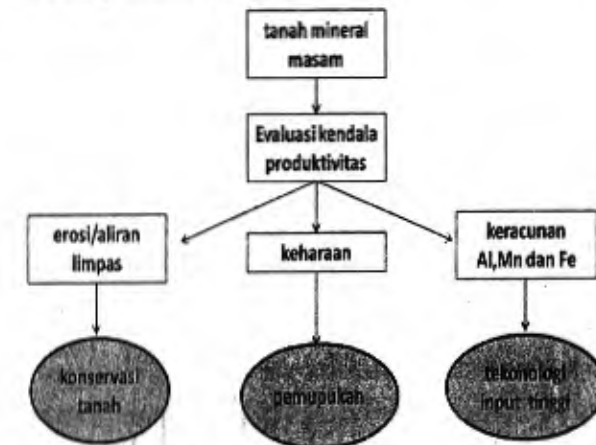 tanah mineral
masam
Evaluasi kendala
produktivitas
erosi/aliran
limpas
keharaan
keracunan
Al,Mn dan Fe
konservasi
tanah
pemupukan
tekonologi
input tinggi